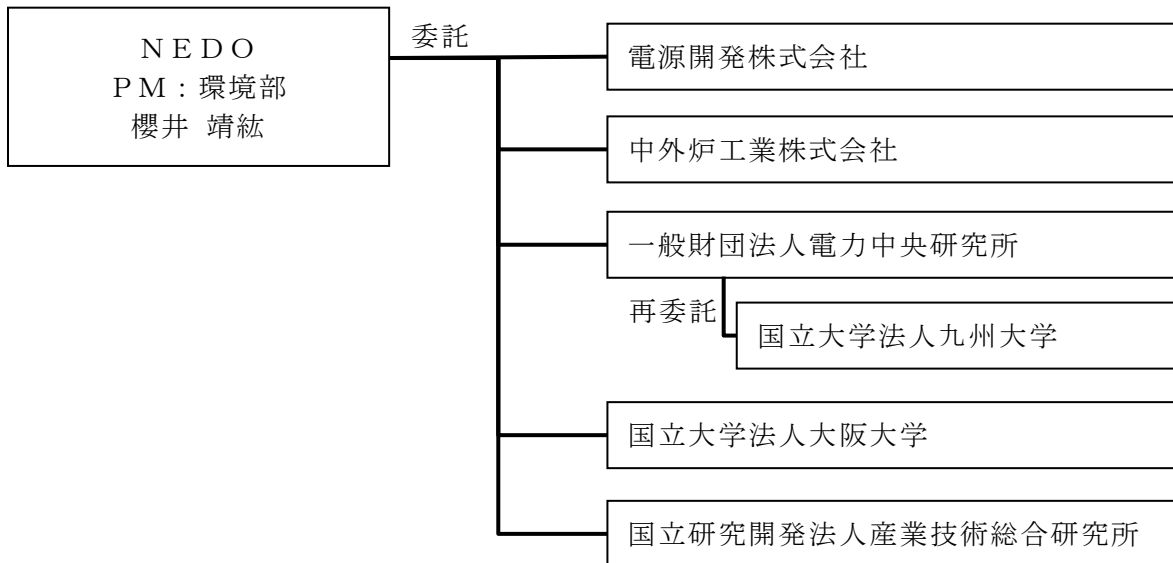 NEDO
PM:環境部
櫻井 靖紘
委託
電源開発株式会社
中外炉工業株式会社
一般財団法人電力中央研究所
再委託
国立大学法人九州大学
国立大学法人大阪大学
国立研究開発法人産業技術総合研究所